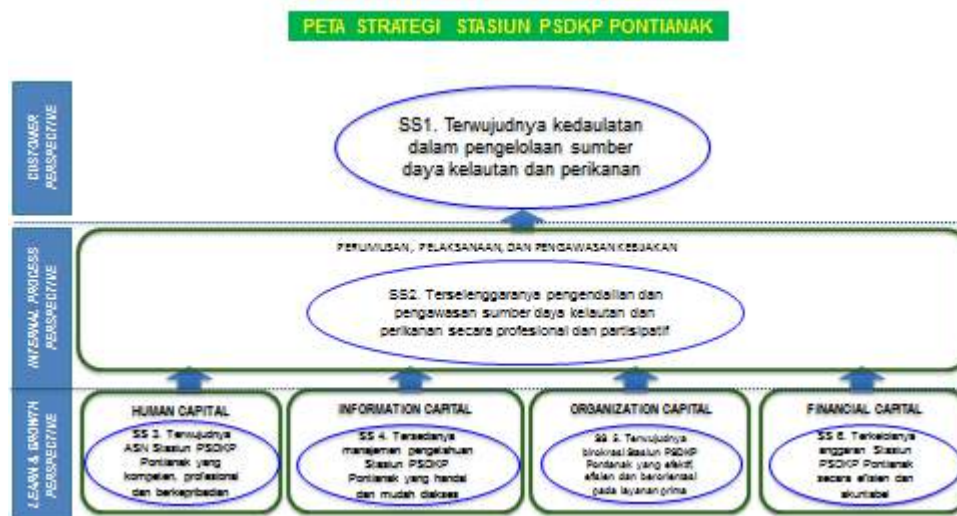 PETA STRATEGI STASIUN PSDKP PONTIANAK
CUSTOMER
PERSPECTIVE
SS1. Terwujudnya kedaulatan
dalam pengelolaan sumber
daya kelautan dan perikanan
INTERNAL PROCESS
PERSPECTIVE
PERUMUSAN, PELAKSANAAN, DAN PENGAWASAN KEBIJAKAN
SS2. Terselenggaranya pengendalian dan
pengawasan sumber daya kelautan dan
perikanan secara profesional dan partisipatif
LEARN & GROWTH
PERSPECTIVE
HUMAN CAPITAL
SS 3. Terwujudnya
ASN Stasiun PSDKP
Pontianak yang
kompeten, profesional
dan berkepribadian
INFORMATION CAPITAL
SS 4. Tersedianya
manajemen pengetahuan
Stasiun PSDKP
Pontianak yang handal
dan mudah diakses
ORGANIZATION CAPITAL
SS 5. Terwujudnya
birokrasi Stasiun PSDKP
Pontianak yang efektif,
efisien dan berorientasi
pada layanan prima
FINANCIAL CAPITAL
SS 6. Terkelolanya
anggaran Stasiun
PSDKP Pontianak
secara efisien dan
akuntabel